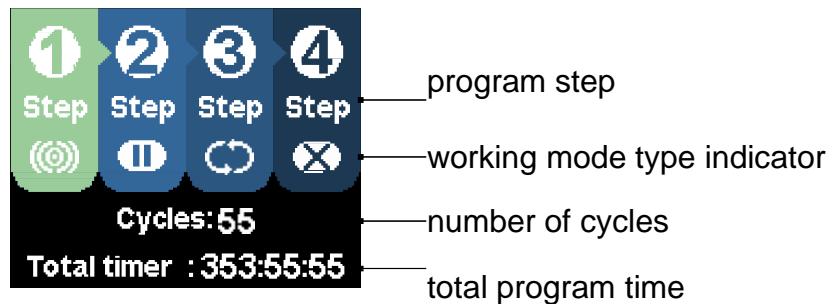 1 2 3 4
Step Step Step Step
program step
working mode type indicator
Cycles:55
number of cycles
Total timer :353:55:55
total program time